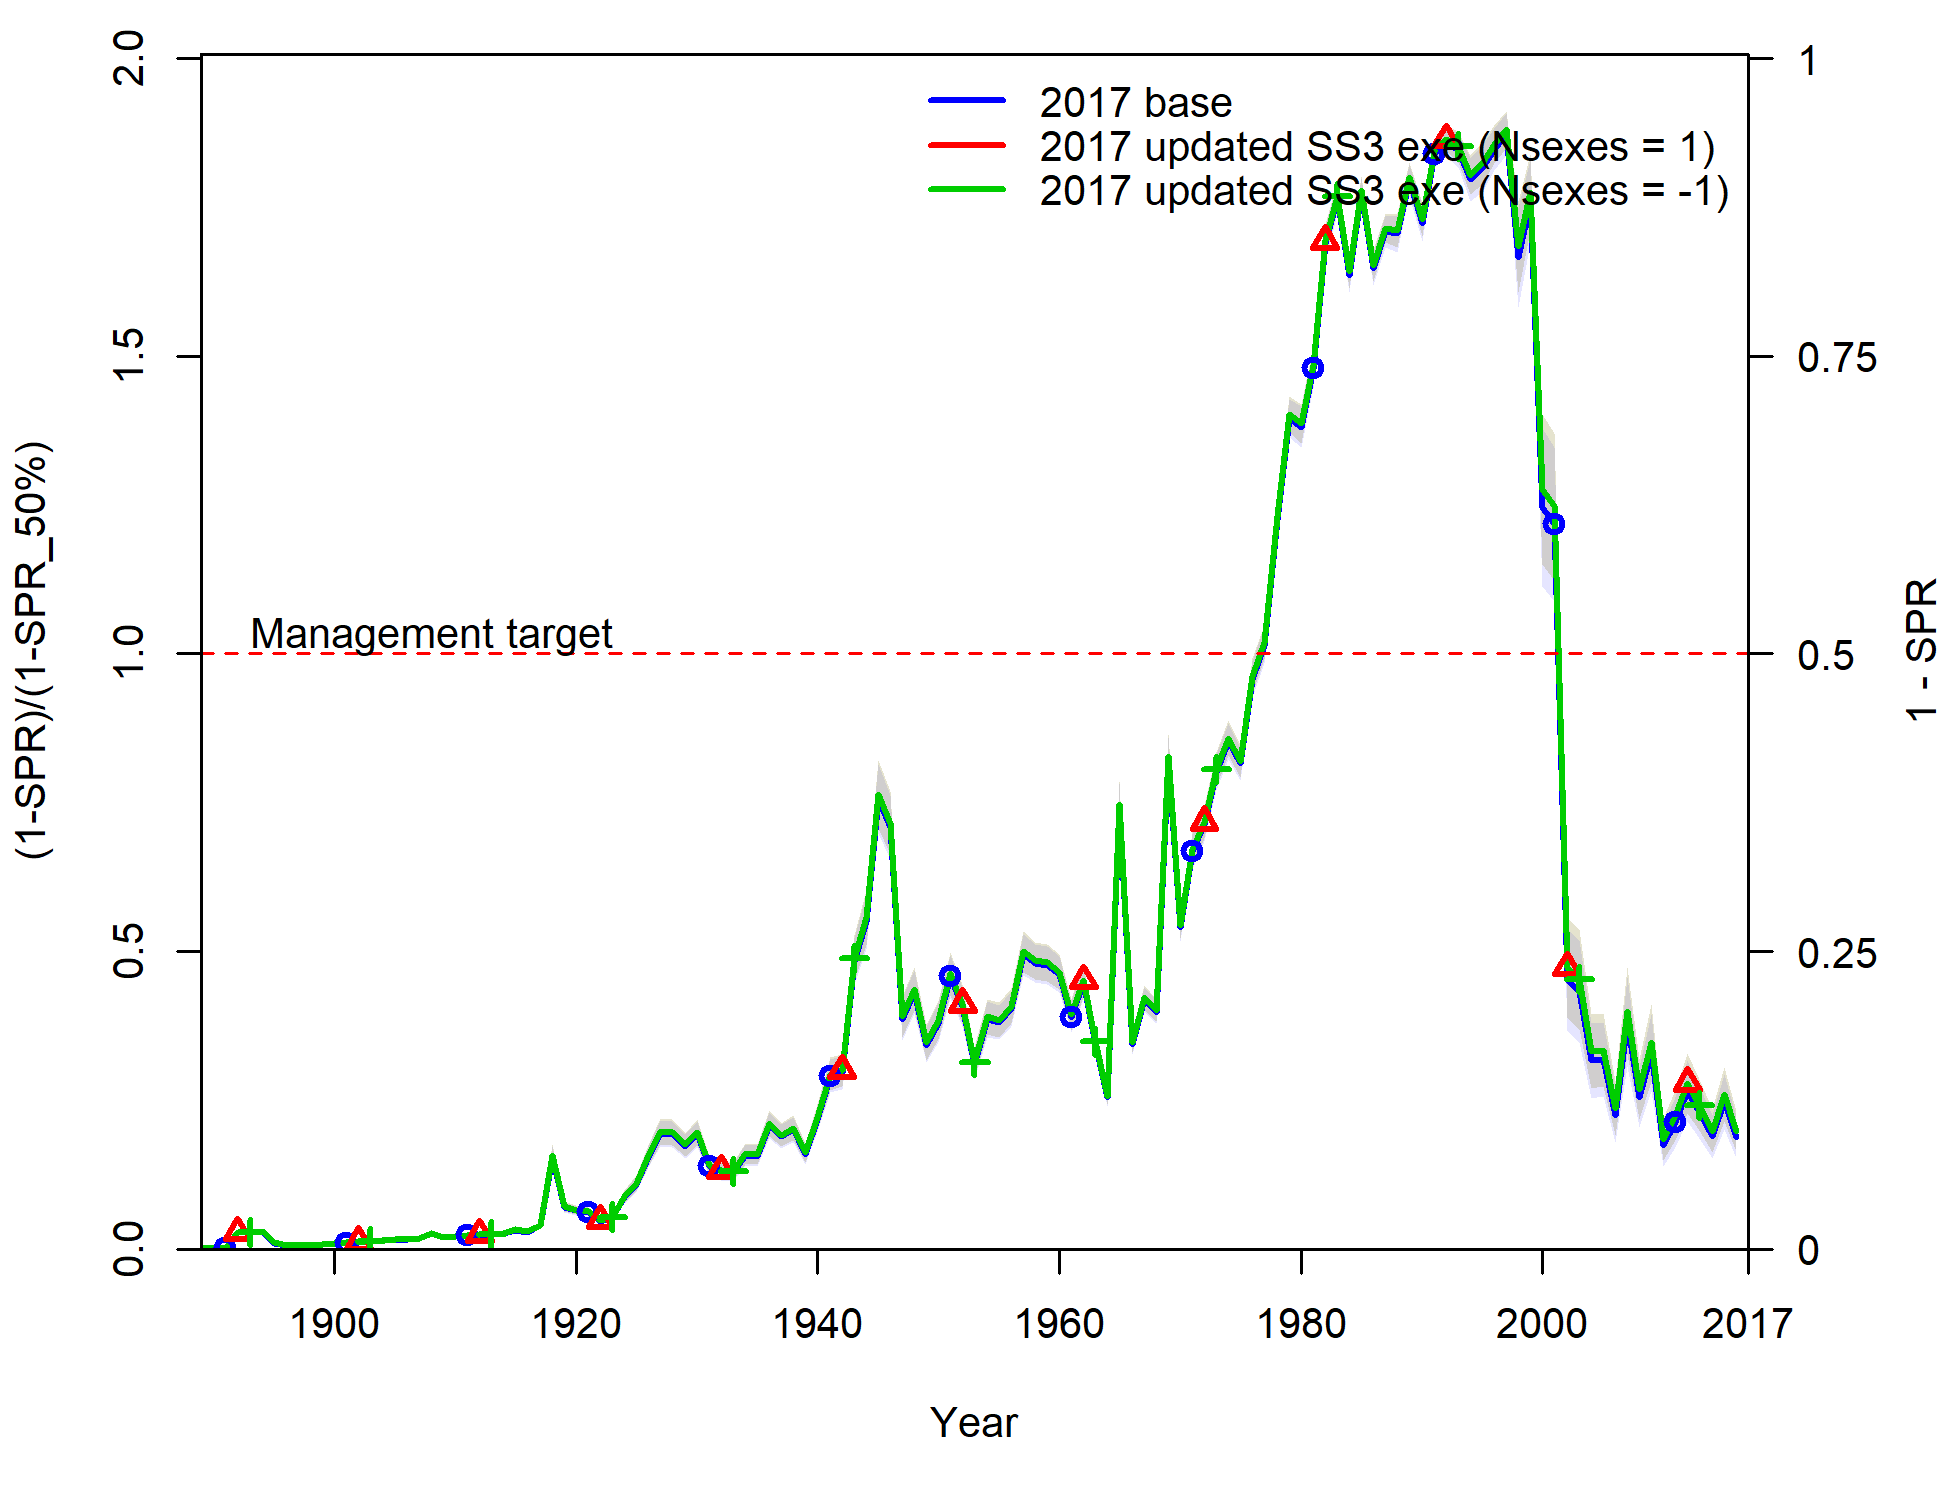 2017 base
2017 updated SS3 exe (Nsexes = 1)
2017 updated SS3 exe (Nsexes = -1)
Management target
(1-SPR)/(1-SPR_50%)
2.0
1.5
1.0
0.5
0.0
1
0.75
0.5
0.25
0
1 - SPR
1900 1920 1940 1960 1980 2000 2017
Year